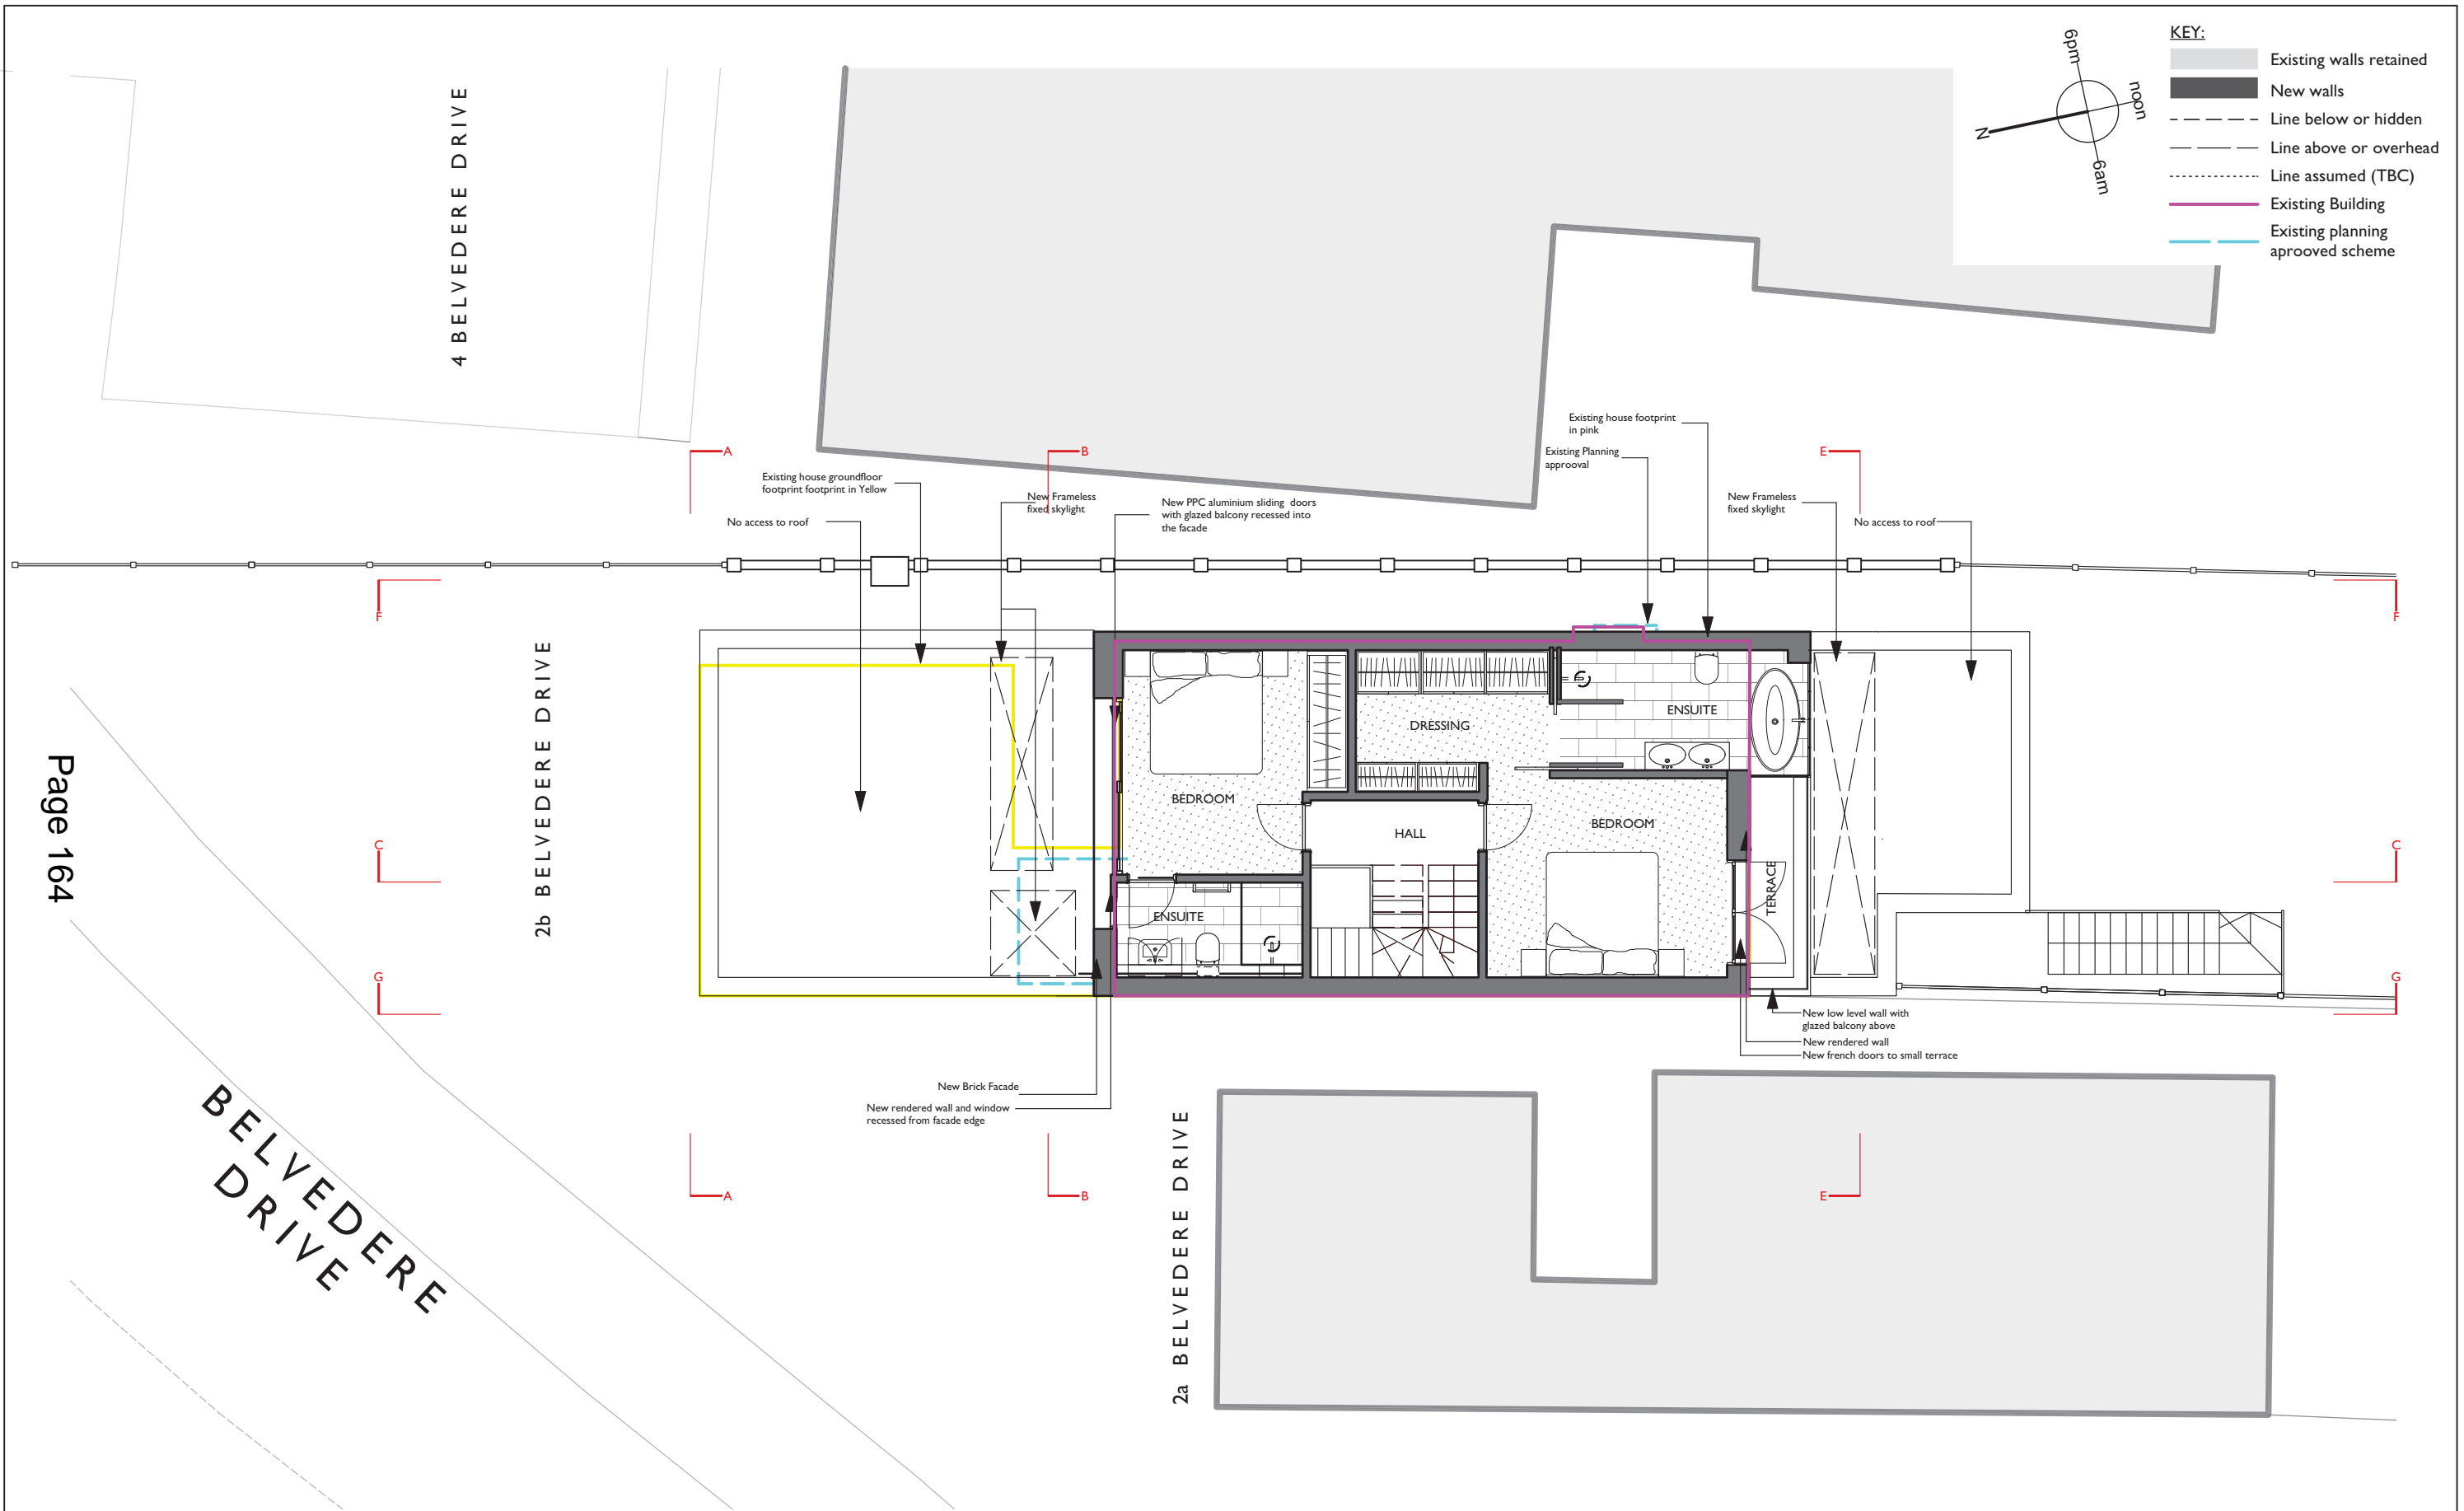 KEY:
Existing walls retained
New walls
Line below or hidden
Line above or overhead
Line assumed (TBC)
Existing Building
Existing planning
aprooved scheme
6pm
noon
N
6am
4 BELVEDERE DRIVE
Existing house footprint
in pink
Existing Planning
approoval
A
B
E
Existing house groundfloor
footprint footprint in Yellow
New Frameless
fixed skylight
New PPC aluminium sliding doors
with glazed balcony recessed into
the facade
New Frameless
fixed skylight
No access to roof
No access to roof
F
F
2b BELVEDERE DRIVE
DRESSING
ENSUITE
BEDROOM
HALL
BEDROOM
TERRACE
ENSUITE
C
C
G
G
Page 164
New low level wall with
glazed balcony above
New rendered wall
New french doors to small terrace
New Brick Facade
New rendered wall and window
recessed from facade edge
BELVEDERE
DRIVE
2a BELVEDERE DRIVE
A
B
E